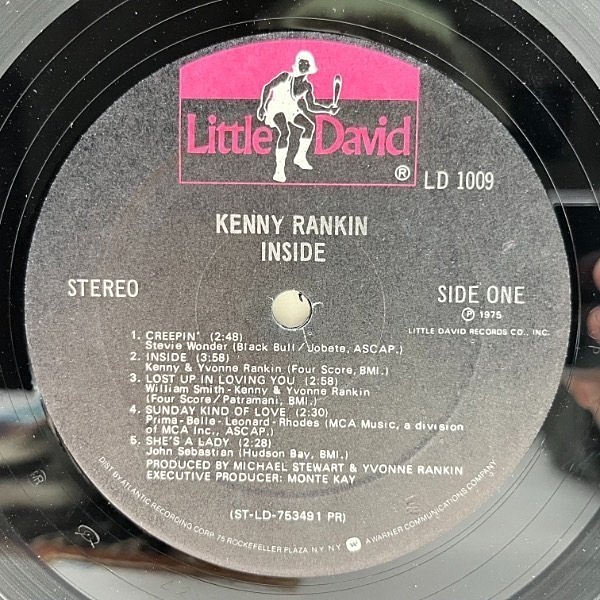 Little David ®
LD 1009
KENNY RANKIN
INSIDE
STEREO
SIDE ONE
Ⓟ 1975
LITTLE DAVID RECORDS CO., INC.
1. CREEPIN' (2:48)
Stevie Wonder (Black Bull/Jobete, ASCAP.)
2. INSIDE (3:58)
Kenny & Yvonne Rankin (Four Score, BMI.)
3. LOST UP IN LOVING YOU (2:58)
William Smith-Kenny & Yvonne Rankin
(Four Score/Patramani, BMI.)
4. SUNDAY KIND OF LOVE (2:30)
Prima-Belle-Leonard-Rhodes (MCA Music, a division
of MCA Inc., ASCAP.)
5. SHE'S A LADY (2:28)
John Sebastian (Hudson Bay, BMI.)
PRODUCED BY MICHAEL STEWART & YVONNE RANKIN
EXECUTIVE PRODUCER: MONTE KAY
(ST-LD-753491 PR)
DIST BY ATLANTIC RECORDING CORP. 75 ROCKEFELLER PLAZA, N.Y. N.Y. A WARNER COMMUNICATIONS COMPANY